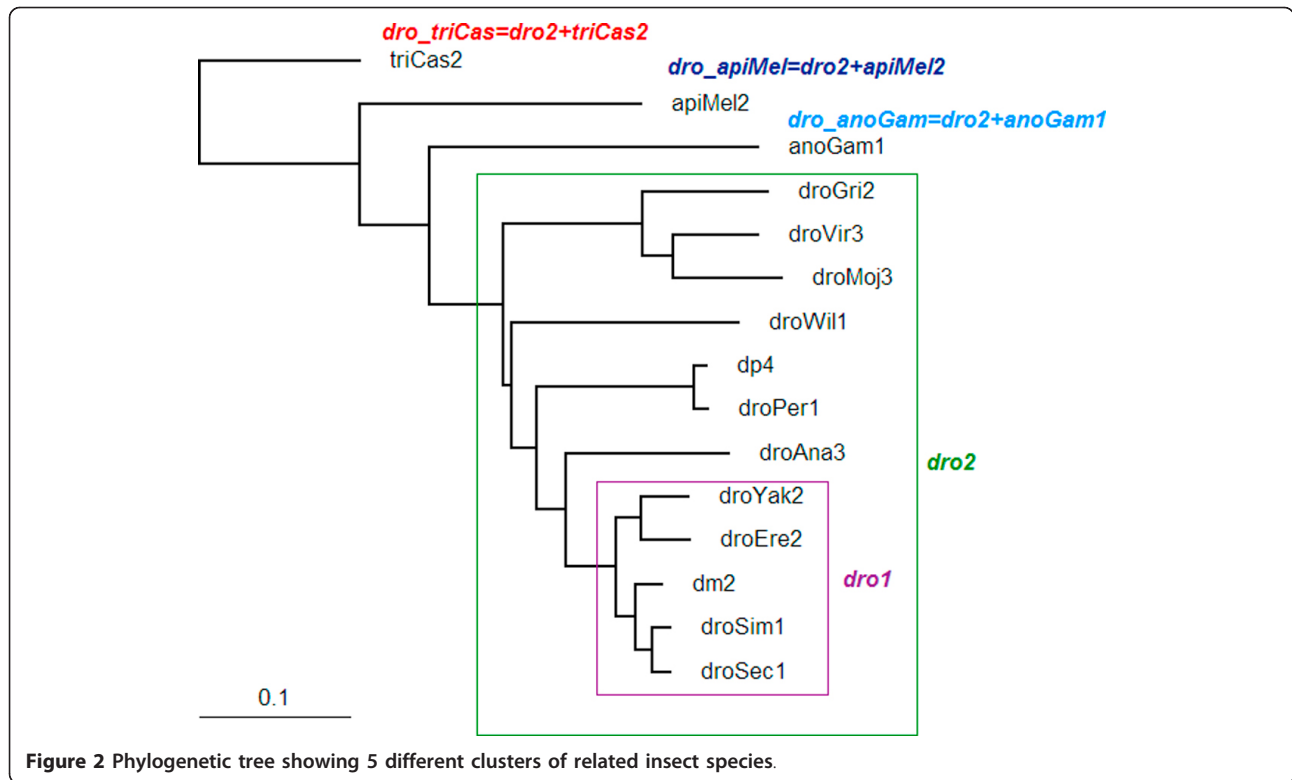 dro_triCas=dro2+triCas2
triCas2
dro_apiMel=dro2+apiMel2
apiMel2
dro_anoGam=dro2+anoGam1
anoGam1
droGri2
droVir3
droMoj3
droWil1
dp4
droPer1
droAna3
dro2
droYak2
droEre2
dro1
dm2
droSim1
droSec1
0.1
Figure 2 Phylogenetic tree showing 5 different clusters of related insect species.